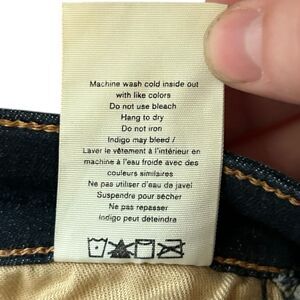 Machine wash cold inside out
with like colors
Do not use bleach
Hang to dry
Do not iron
Indigo may bleed /
Laver le vêtement à l'intérieur en
machine à l'eau froide avec des
couleurs similaires
Ne pas utiliser d'eau de javel
Suspendre pour sécher
Ne pas repasser
Indigo peut deteindra